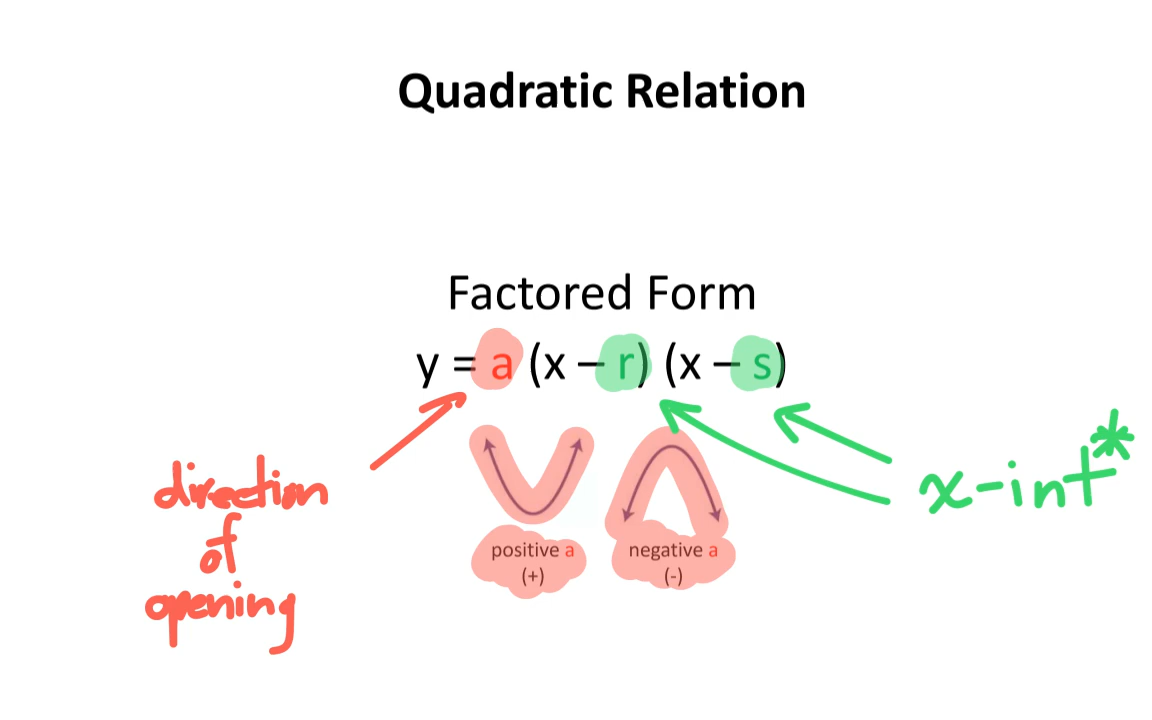 Quadratic Relation
Factored Form
y = a (x – r) (x – s)
direction
of
opening
positive a
(+)
negative a
(-)
x-int*